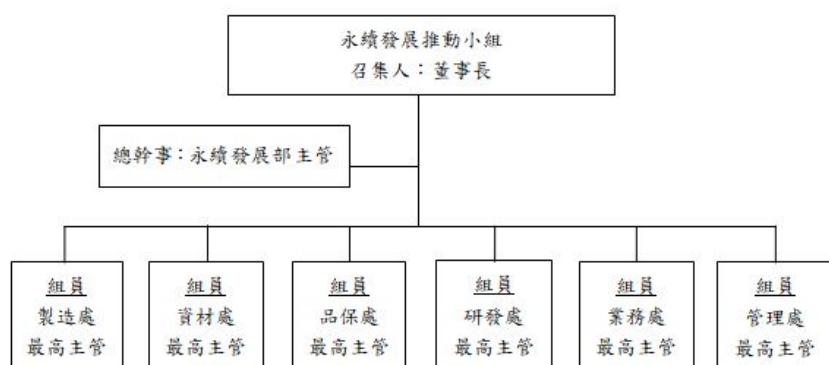 永續發展推動小組
召集人：董事長
總幹事：永續發展部主管
組員
製造處
最高主管
組員
資材處
最高主管
組員
品保處
最高主管
組員
研發處
最高主管
組員
業務處
最高主管
組員
管理處
最高主管